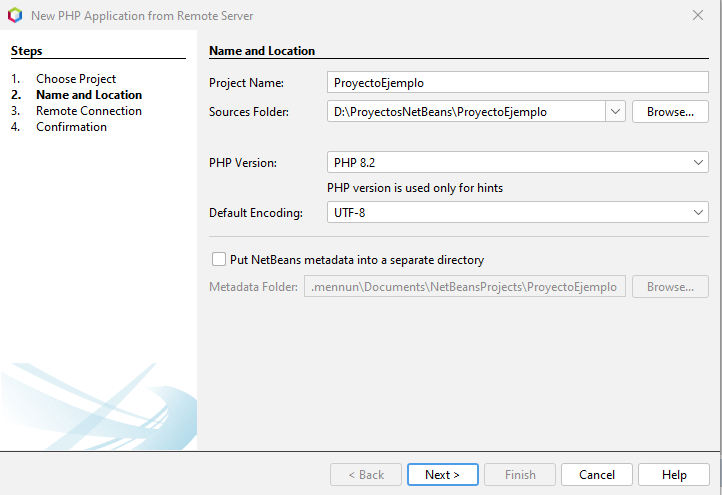 New PHP Application from Remote Server
Steps
1. Choose Project
2. Name and Location
3. Remote Connection
4. Confirmation
Name and Location
Project Name: ProyectoEjemplo
Sources Folder: D:\ProyectosNetBeans\ProyectoEjemplo Browse...
PHP Version: PHP 8.2
PHP version is used only for hints
Default Encoding: UTF-8
Put NetBeans metadata into a separate directory
Metadata Folder: .mennun\Documents\NetBeansProjects\ProyectoEjemplo Browse...
< Back Next > Finish Cancel Help